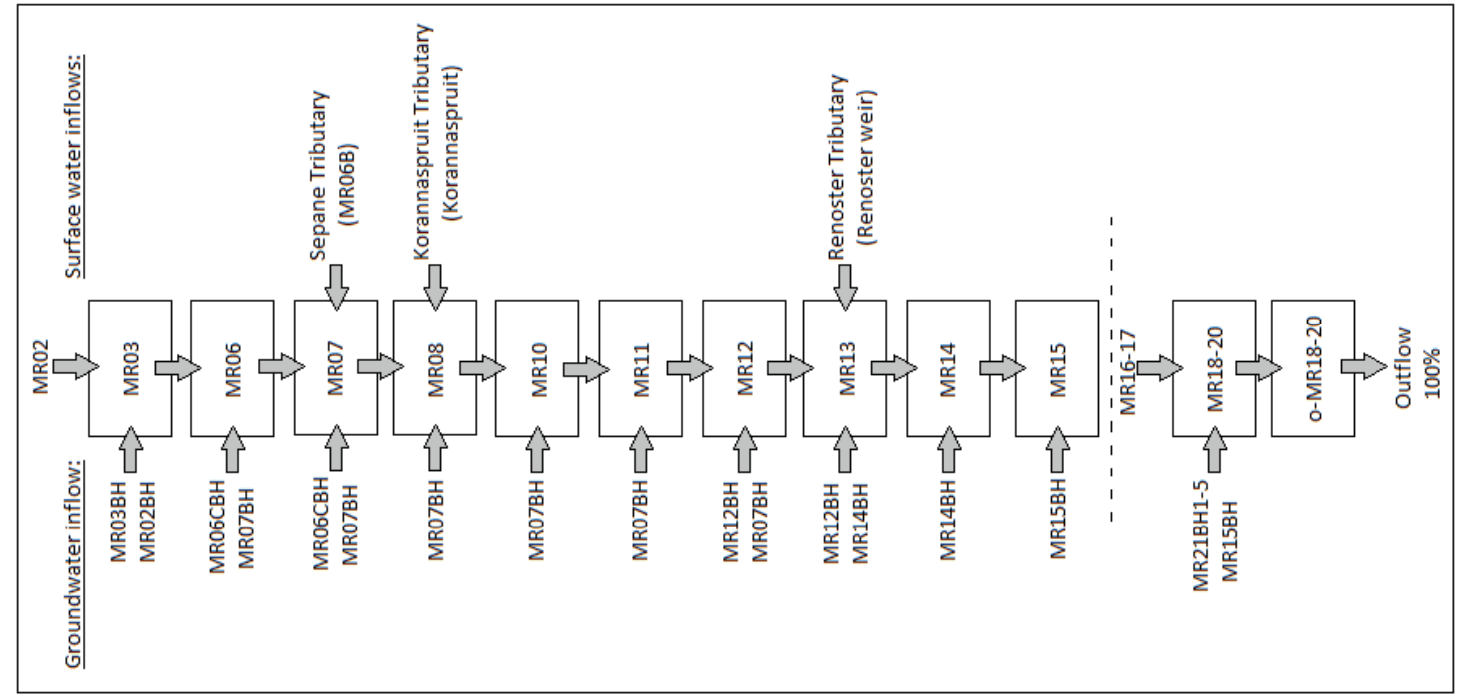 Surface water inflows:
Groundwater inflow:
MR02
MR03BH
MR02BH
MR03
MR06CBH
MR07BH
MR06
MR06CBH
MR07BH
MR07
Sepane Tributary
(MR06B)
MR07BH
MR08
Korannaspruit Tributary
(Korannaspruit)
MR07BH
MR10
MR07BH
MR11
MR12BH
MR07BH
MR12
MR12BH
MR14BH
MR13
Renoster Tributary
(Renoster weir)
MR14BH
MR14
MR15BH
MR15
MR16-17
MR21BH1-5
MR15BH
MR18-20
o-MR18-20
Outflow
100%